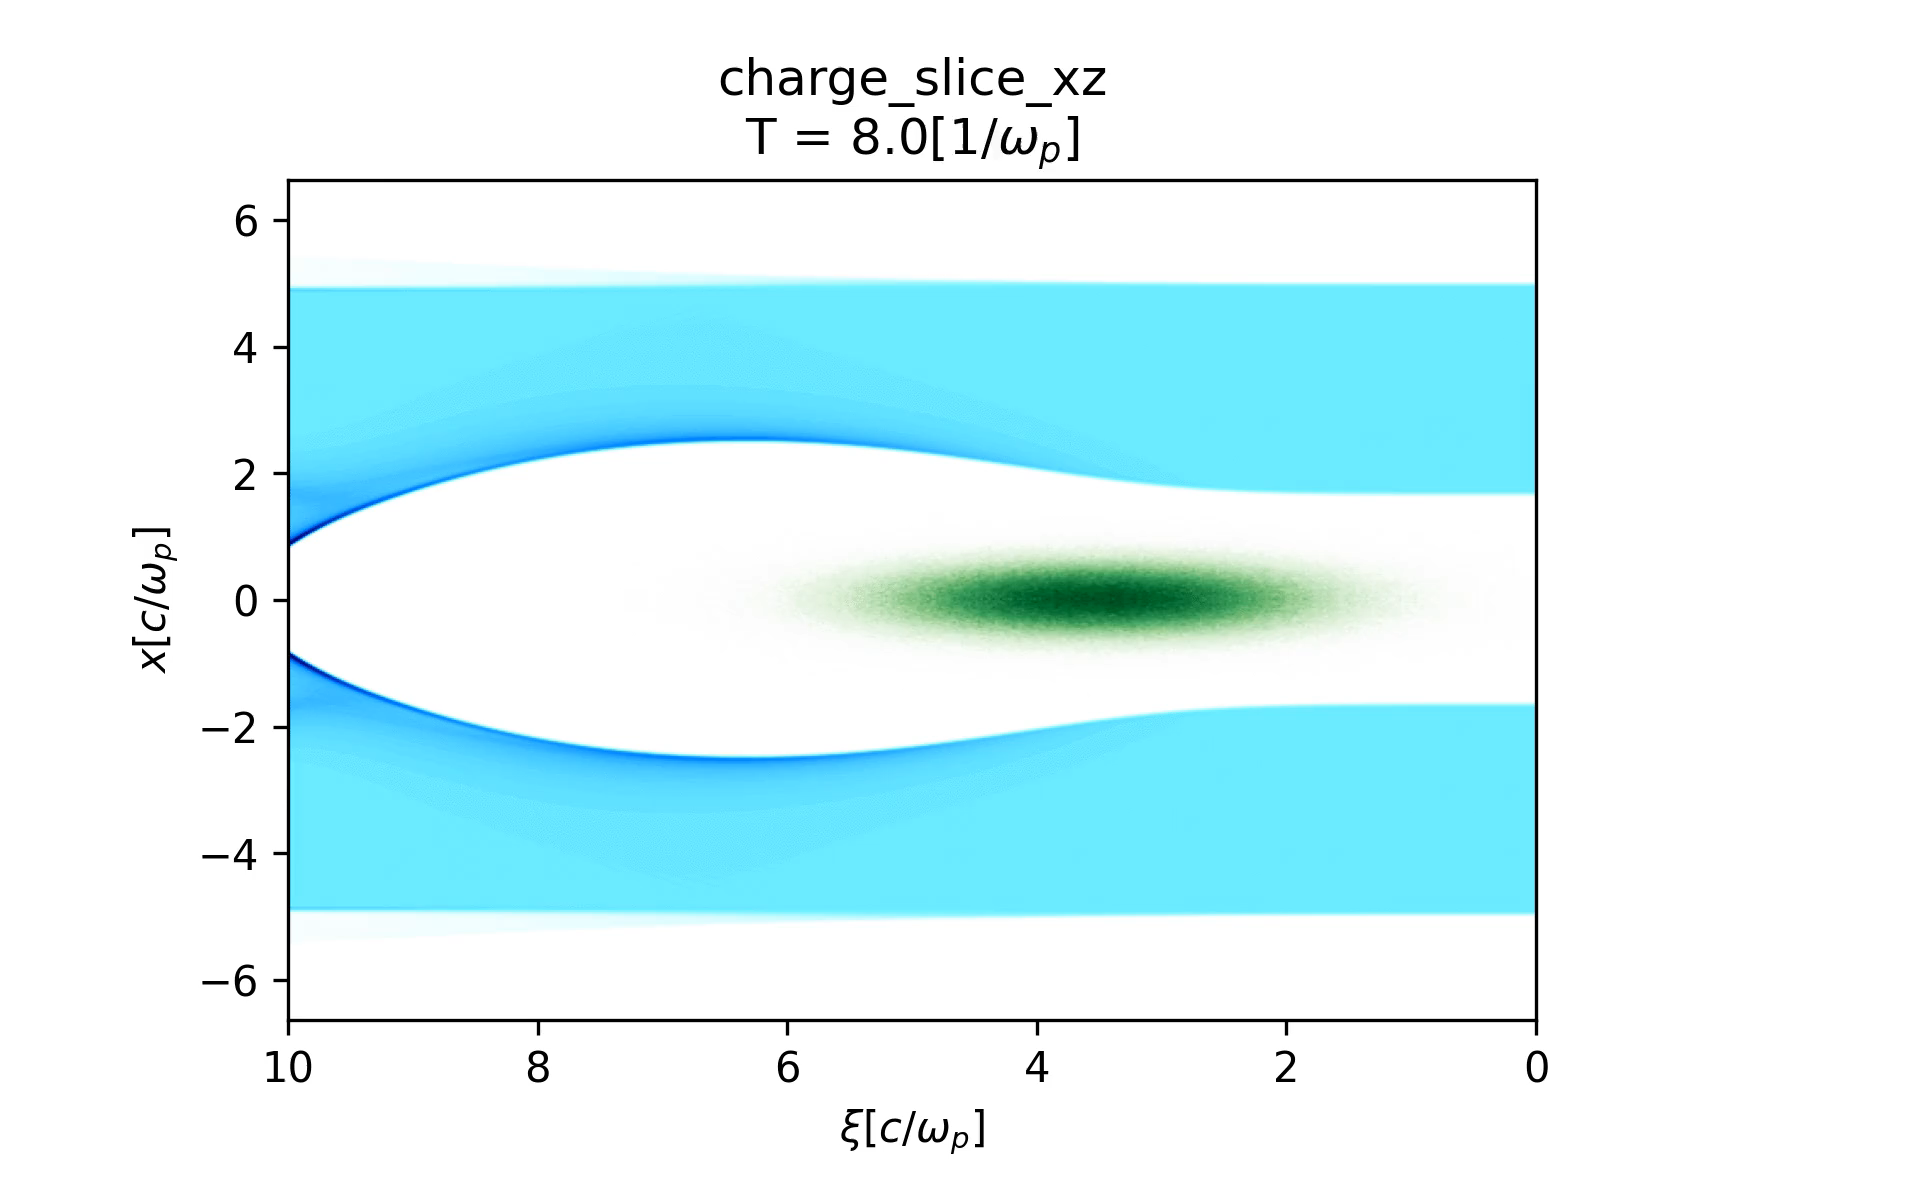 charge_slice_xz
T = 8.0[1/ωₚ]
6
4
2
0
−2
−4
−6
x[c/ωₚ]
10 8 6 4 2 0
ξ[c/ωₚ]